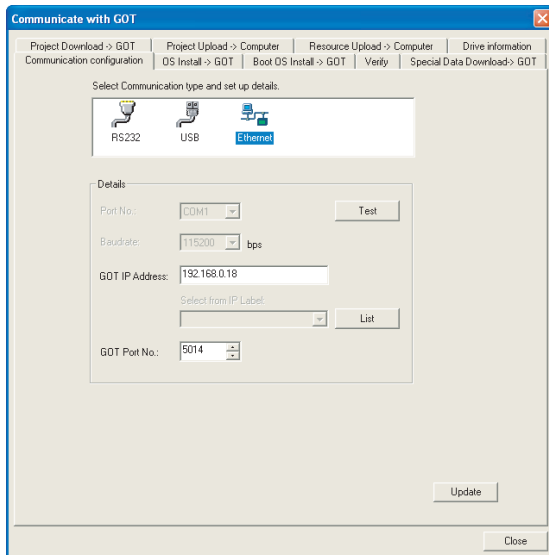 Communicate with GOT
Project Download -> GOT Project Upload -> Computer Resource Upload -> Computer Drive information
Communication configuration OS Install -> GOT Boot OS Install -> GOT Verify Special Data Download-> GOT
Select Communication type and set up details.
RS232 USB Ethernet
Details
Port No.: COM1 Test
Baudrate: 115200 bps
GOT IP Address: 192.168.0.18
Select from IP Label:
List
GOT Port No.: 5014
Update
Close